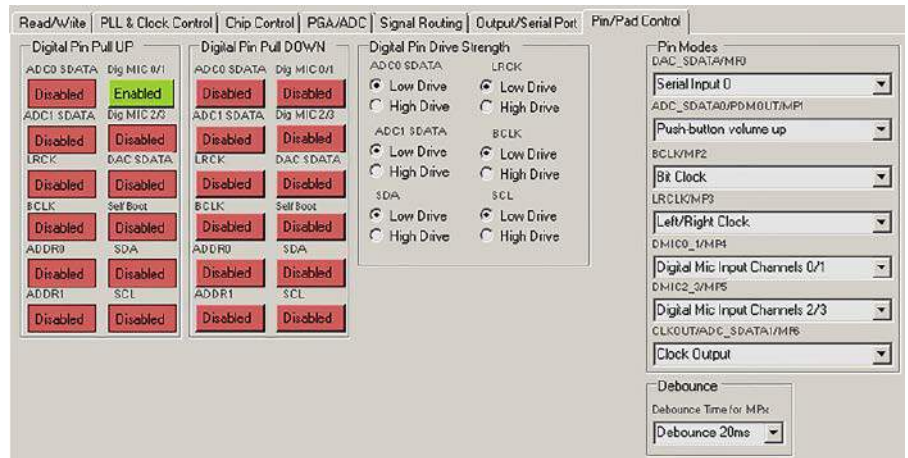 Read/Write PLL & Clock Control Chip Control PGA/ADC Signal Routing Output/Serial Port Pin/Pad Control
Digital Pin Pull UP
ADC0 SDATA Dig MIC 0/1
Disabled Enabled
ADC1 SDATA Dig MIC 2/3
Disabled Disabled
LRCK DAC SDATA
Disabled Disabled
BCLK Self Boot
Disabled Disabled
ADDR0 SDA
Disabled Disabled
ADDR1 SCL
Disabled Disabled
Digital Pin Pull DOWN
ADC0 SDATA Dig MIC 0/1
Disabled Disabled
ADC1 SDATA Dig MIC 2/3
Disabled Disabled
LRCK DAC SDATA
Disabled Disabled
BCLK Self Boot
Disabled Disabled
ADDR0 SDA
Disabled Disabled
ADDR1 SCL
Disabled Disabled
Digital Pin Drive Strength
ADC0 SDATA LRCK
Low Drive Low Drive
High Drive High Drive
ADC1 SDATA BCLK
Low Drive Low Drive
High Drive High Drive
SDA SCL
Low Drive Low Drive
High Drive High Drive
Pin Modes
DAC_SDATA/MP0
Serial Input 0
ADC_SDATA0/PDMOUT/MP1
Push-button volume up
BCLK/MP2
Bit Clock
LRCLK/MP3
Left/Right Clock
DMIC0_1/MP4
Digital Mic Input Channels 0/1
DMIC2_3/MP5
Digital Mic Input Channels 2/3
CLKOUT/ADC_SDATA1/MP6
Clock Output
Debounce
Debounce Time for MPx
Debounce 20ms